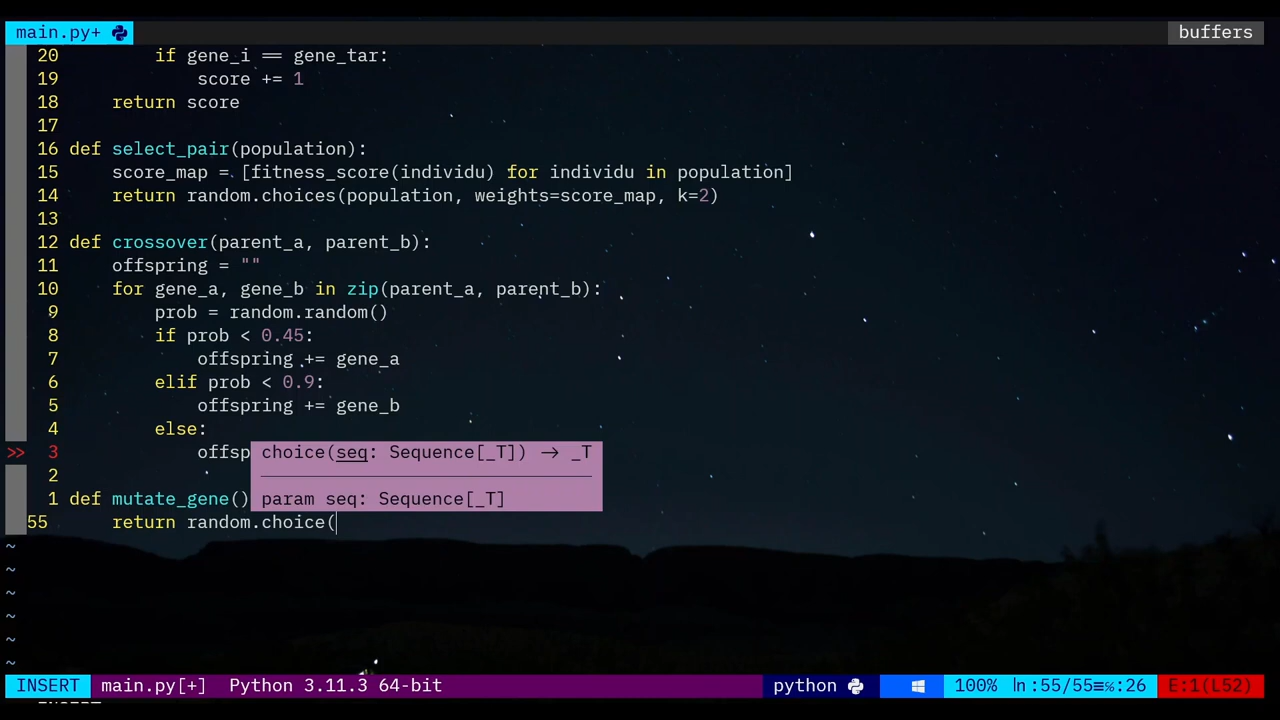 main.py+ buffers
20 if gene_i == gene_tar:
19 score += 1
18 return score
17
16 def select_pair(population):
15 score_map = [fitness_score(individu) for individu in population]
14 return random.choices(population, weights=score_map, k=2)
13
12 def crossover(parent_a, parent_b):
11 offspring = ""
10 for gene_a, gene_b in zip(parent_a, parent_b):
9 prob = random.random()
8 if prob < 0.45:
7 offspring += gene_a
6 elif prob < 0.9:
5 offspring += gene_b
4 else:
>> 3 offsp choice(seq: Sequence[_T]) → _T
2
1 def mutate_gene() param seq: Sequence[_T]
55 return random.choice(
~
~
~
~
~
~
INSERT main.py[+] Python 3.11.3 64-bit python 100% ln:55/55≡℅:26 E:1(L52)